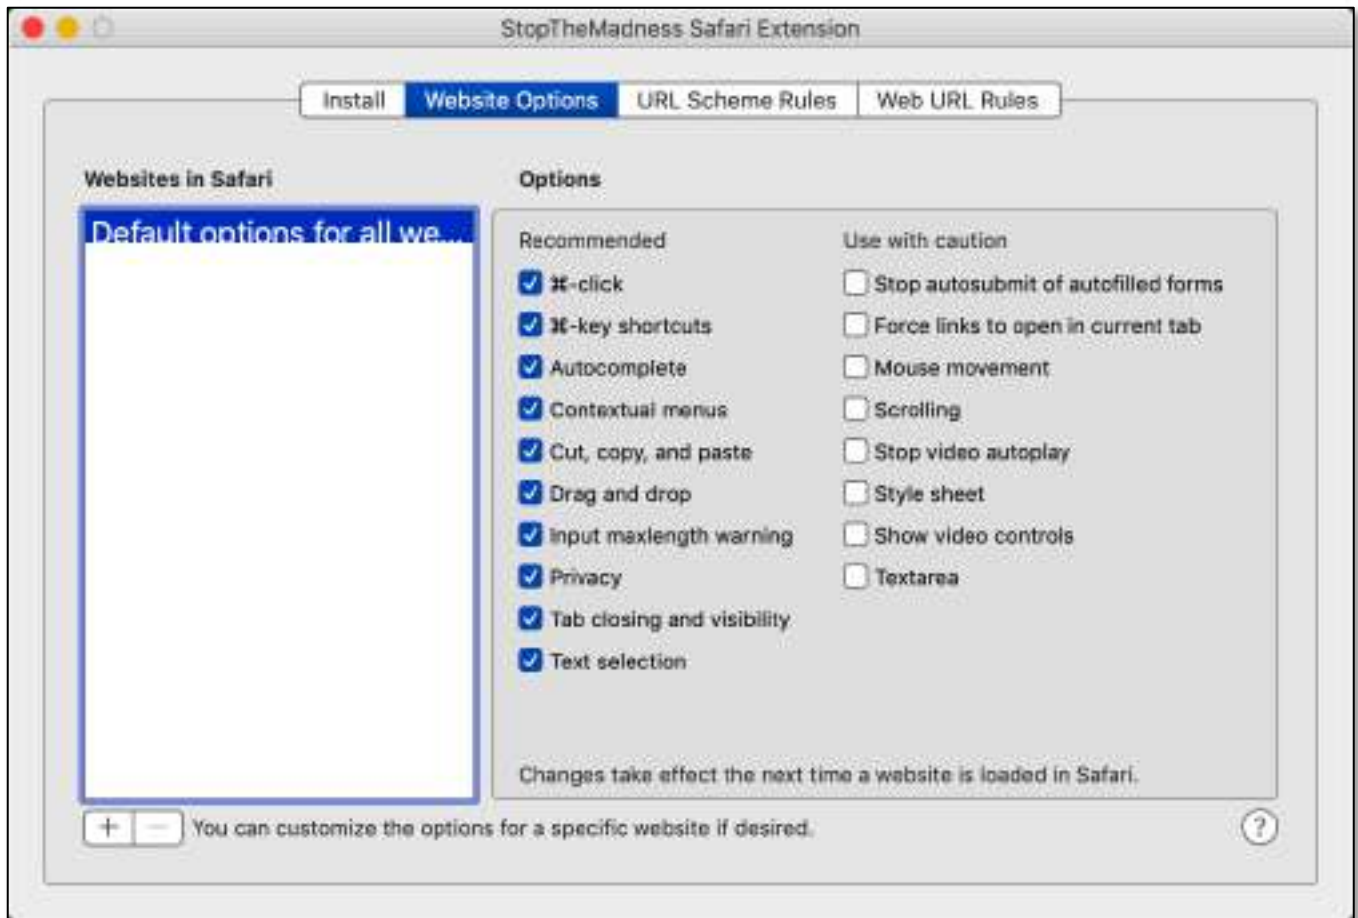 StopTheMadness Safari Extension
Install
Website Options
URL Scheme Rules
Web URL Rules
Websites in Safari
Default options for all we...
Options
Recommended
⌘-click
⌘-key shortcuts
Autocomplete
Contextual menus
Cut, copy, and paste
Drag and drop
Input maxlength warning
Privacy
Tab closing and visibility
Text selection
Use with caution
Stop autosubmit of autofilled forms
Force links to open in current tab
Mouse movement
Scrolling
Stop video autoplay
Style sheet
Show video controls
Textarea
Changes take effect the next time a website is loaded in Safari.
+ −
You can customize the options for a specific website if desired.
?